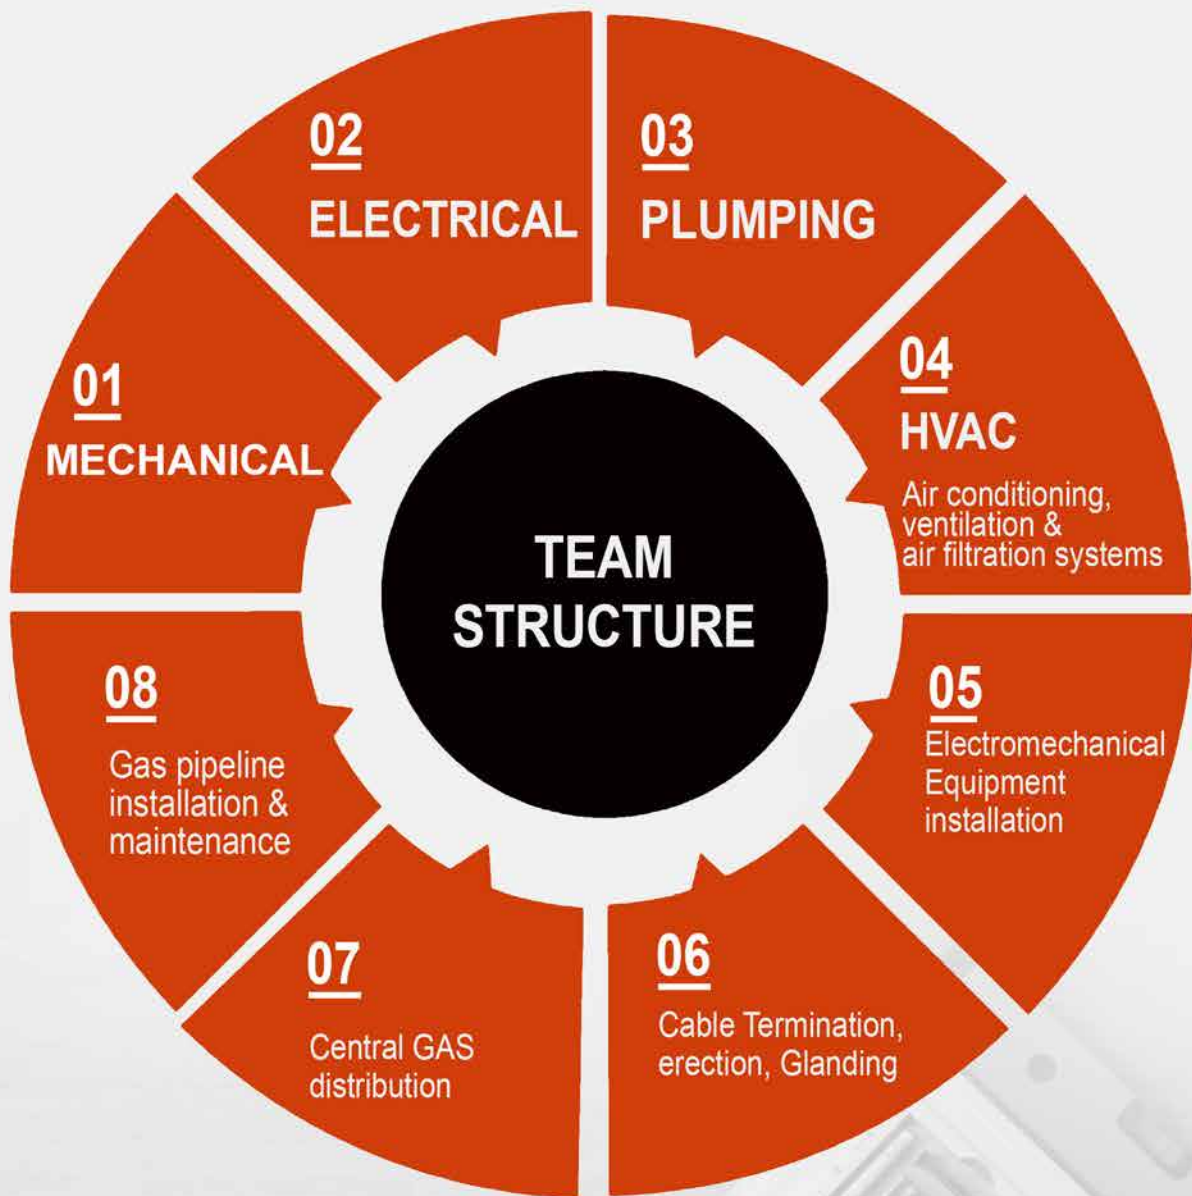 TEAM
STRUCTURE
01
MECHANICAL
02
ELECTRICAL
03
PLUMPING
04
HVAC
Air conditioning,
ventilation &
air filtration systems
05
Electromechanical
Equipment
installation
06
Cable Termination,
erection, Glanding
07
Central GAS
distribution
08
Gas pipeline
installation &
maintenance